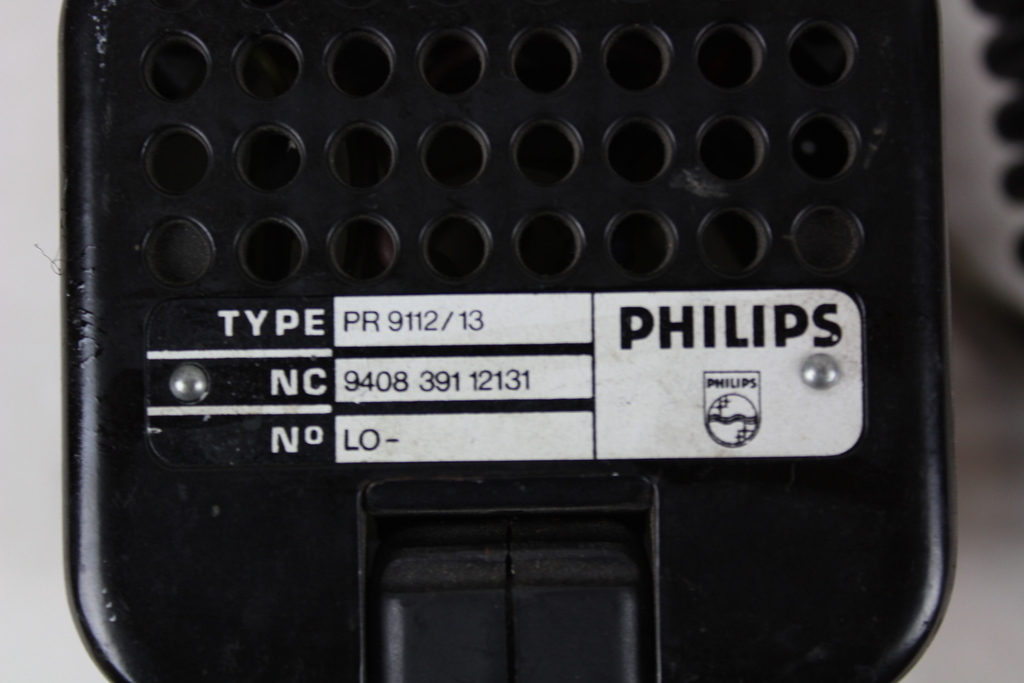 TYPE PR 9112/13
NC 9408 391 12131
Nº LO-
PHILIPS
PHILIPS